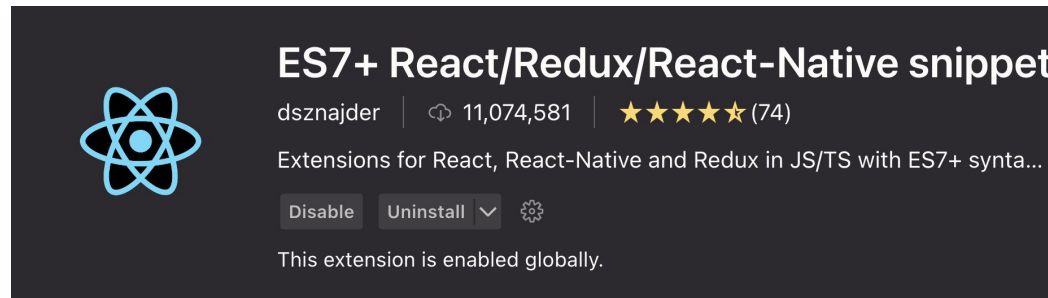 ES7+ React/Redux/React-Native snippet
dsznajder 11,074,581 (74)
Extensions for React, React-Native and Redux in JS/TS with ES7+ synta...
Disable Uninstall
This extension is enabled globally.